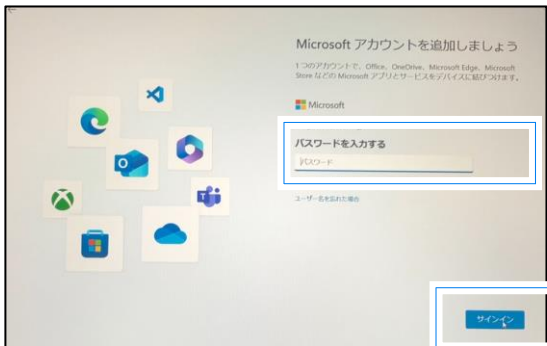 Microsoft アカウントを追加しましょう
1 つのアカウントで、Office、OneDrive、Microsoft Edge、Microsoft
Store などの Microsoft アプリとサービスをデバイスに結びつけます。
Microsoft
パスワードを入力する
パスワード
ユーザー名を忘れた場合
サインイン